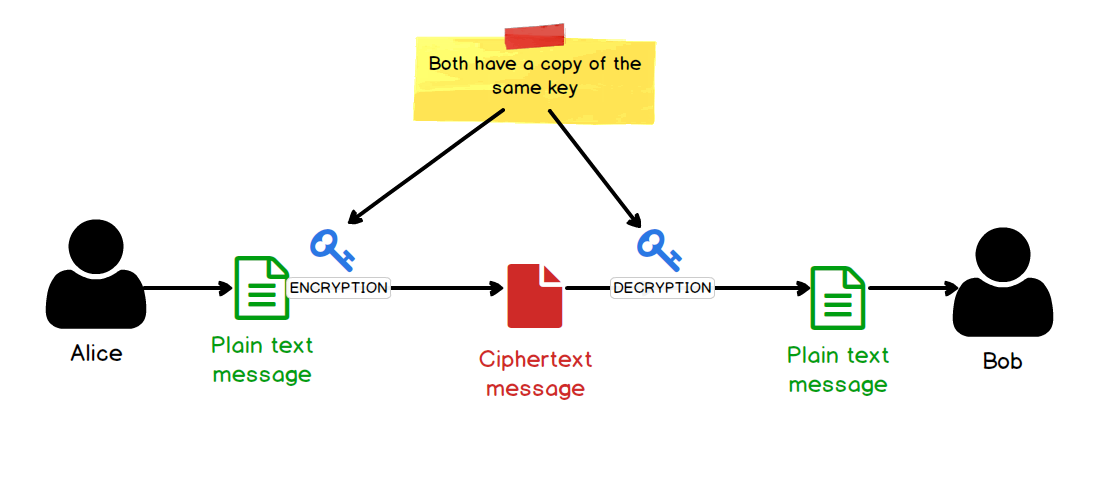 Both have a copy of the
same key
ENCRYPTION
DECRYPTION
Alice
Plain text
message
Ciphertext
message
Plain text
message
Bob